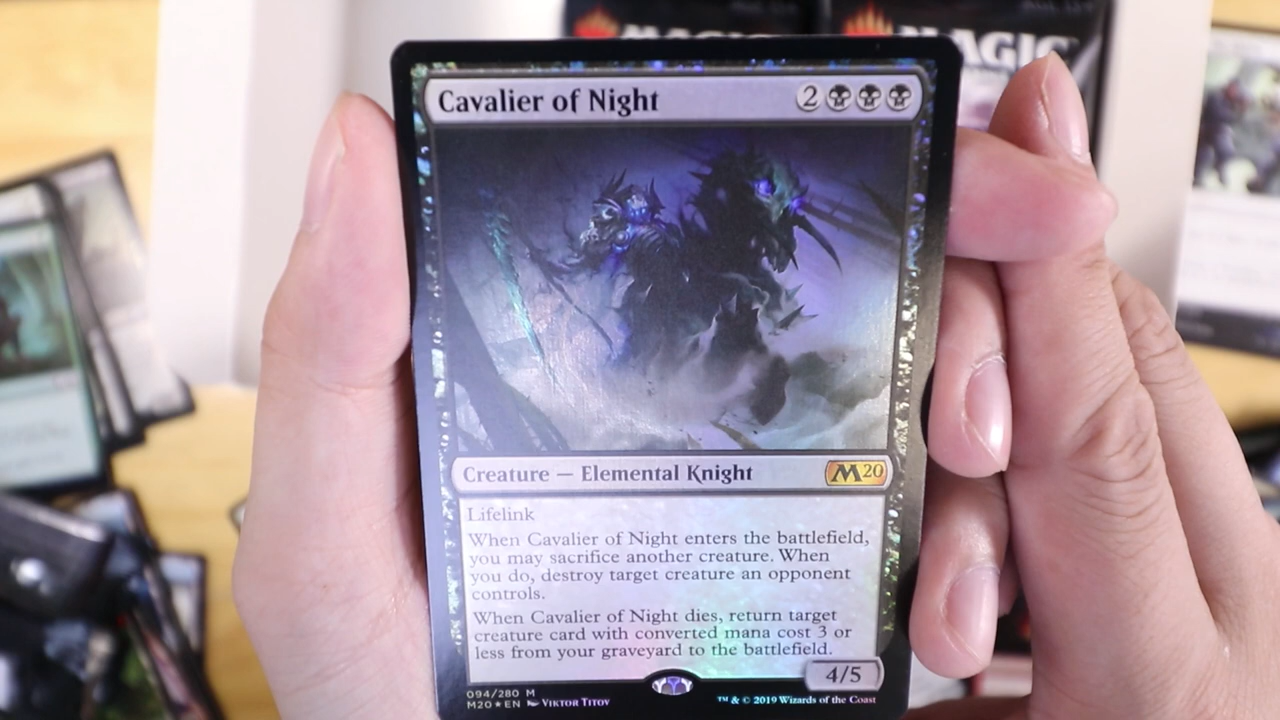 MAGIC
MAGIC
Cavalier of Night 2
Creature — Elemental Knight M20
Lifelink
When Cavalier of Night enters the battlefield,
you may sacrifice another creature. When
you do, destroy target creature an opponent
controls.
When Cavalier of Night dies, return target
creature card with converted mana cost 3 or
less from your graveyard to the battlefield.
4/5
094/280 M
M20 ★ EN Viktor Titov
™ & © 2019 Wizards of the Coast